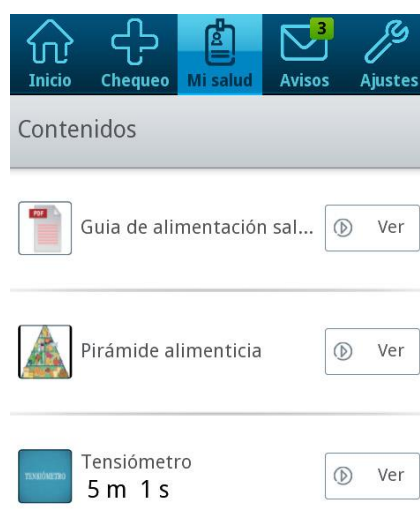 3
Inicio Chequeo Mi salud Avisos Ajustes
Contenidos
PDF
Guia de alimentación sal... Ver
Pirámide alimenticia Ver
TENSIÓMETRO
Tensiómetro
5 m 1 s
Ver